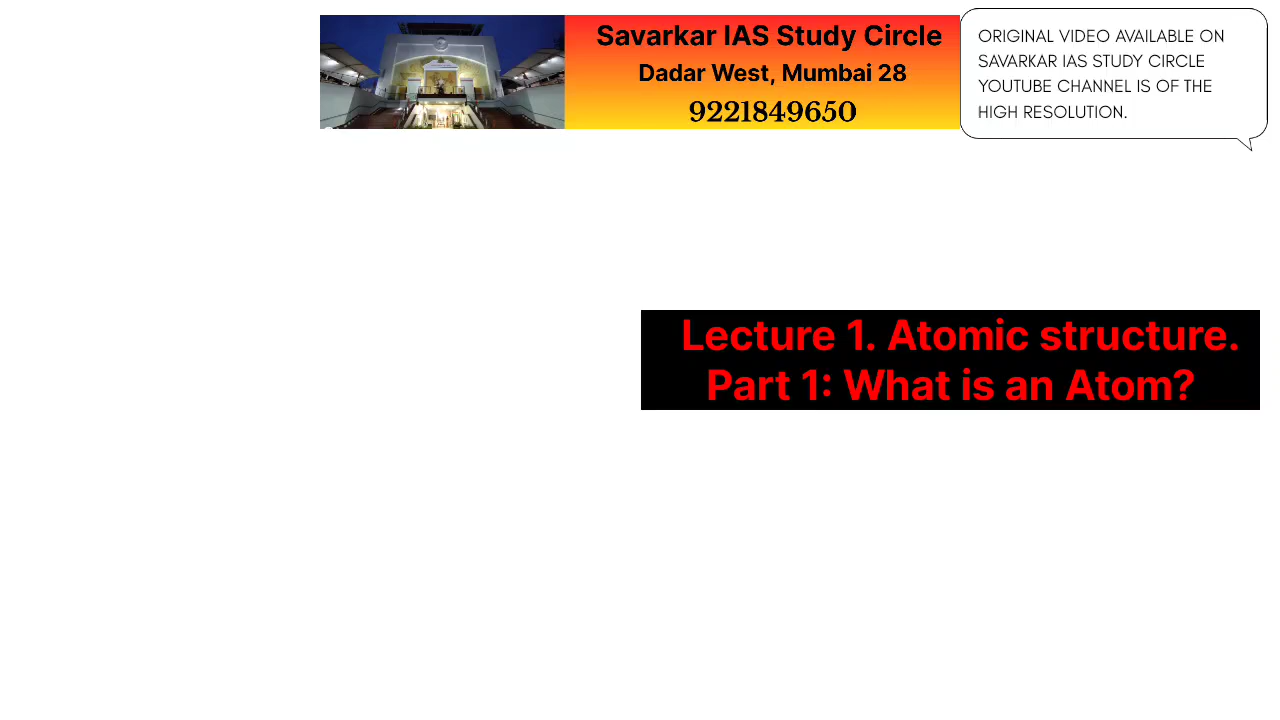 Savarkar IAS Study Circle
Dadar West, Mumbai 28
9221849650
ORIGINAL VIDEO AVAILABLE ON
SAVARKAR IAS STUDY CIRCLE
YOUTUBE CHANNEL IS OF THE
HIGH RESOLUTION.
Lecture 1. Atomic structure.
Part 1: What is an Atom?